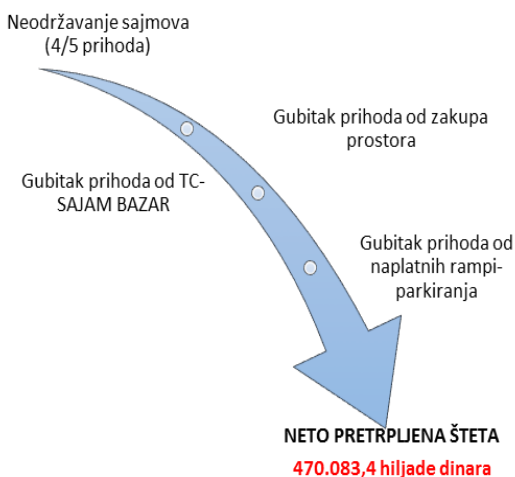 Neodržavanje sajmova
(4/5 prihoda)
Gubitak prihoda od zakupa
prostora
Gubitak prihoda od TC-
SAJAM BAZAR
Gubitak prihoda od
naplatnih rampi-
parkiranja
NETO PRETRPLJENA ŠTETA
470.083,4 hiljade dinara